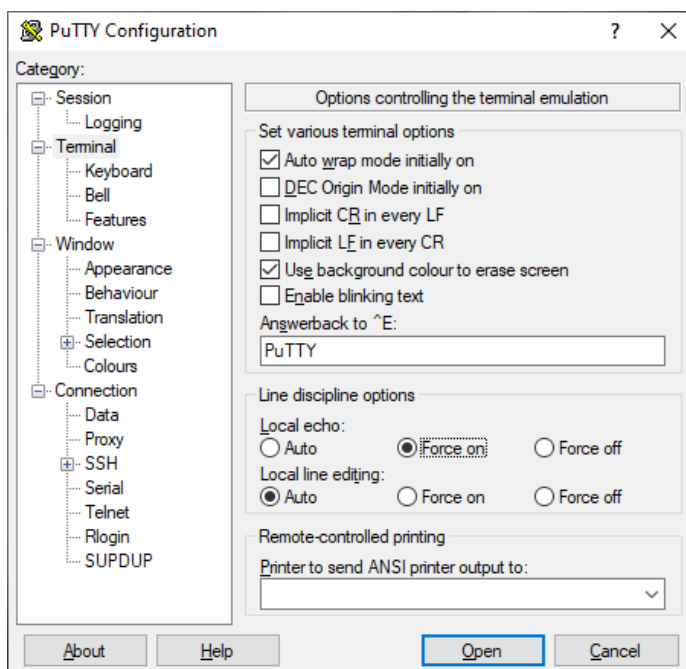 PuTTY Configuration
?
Category:
Session
Logging
Terminal
Keyboard
Bell
Features
Window
Appearance
Behaviour
Translation
Selection
Colours
Connection
Data
Proxy
SSH
Serial
Telnet
Rlogin
SUPDUP
Options controlling the terminal emulation
Set various terminal options
Auto wrap mode initially on
DEC Origin Mode initially on
Implicit CR in every LF
Implicit LF in every CR
Use background colour to erase screen
Enable blinking text
Answerback to ^E:
PuTTY
Line discipline options
Local echo:
Auto Force on Force off
Local line editing:
Auto Force on Force off
Remote-controlled printing
Printer to send ANSI printer output to:
About Help Open Cancel